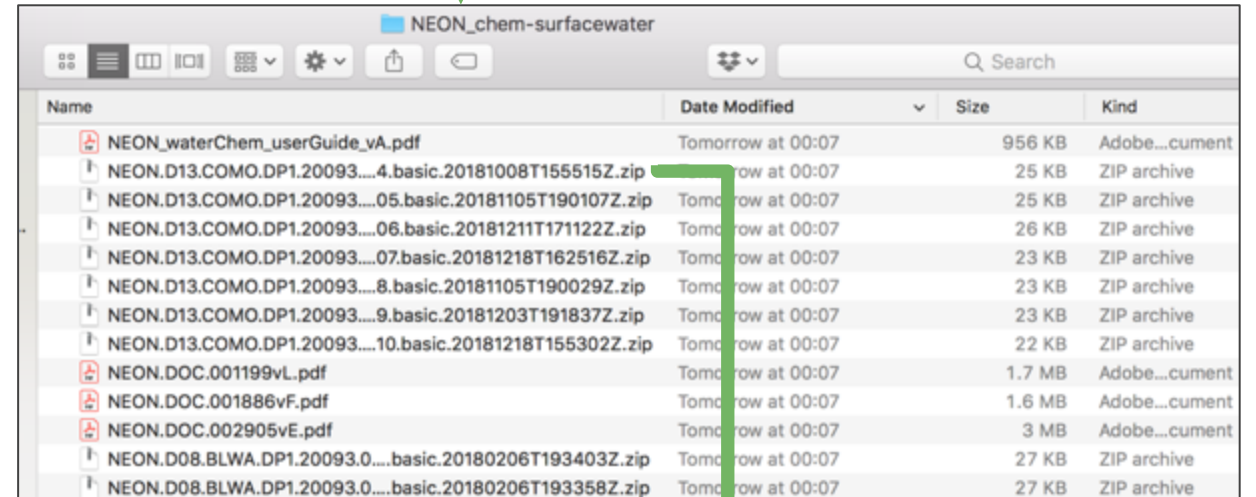 NEON_chem-surfacewater
Search
Name Date Modified Size Kind
NEON_waterChem_userGuide_vA.pdf Tomorrow at 00:07 956 KB Adobe...cument
NEON.D13.COMO.DP1.20093....4.basic.20181008T155515Z.zip row at 00:07 25 KB ZIP archive
NEON.D13.COMO.DP1.20093....05.basic.20181105T190107Z.zip Tomorrow at 00:07 25 KB ZIP archive
NEON.D13.COMO.DP1.20093....06.basic.20181211T171122Z.zip Tomorrow at 00:07 26 KB ZIP archive
NEON.D13.COMO.DP1.20093....07.basic.20181218T162516Z.zip Tomorrow at 00:07 23 KB ZIP archive
NEON.D13.COMO.DP1.20093....8.basic.20181105T190029Z.zip Tomorrow at 00:07 23 KB ZIP archive
NEON.D13.COMO.DP1.20093....9.basic.20181203T191837Z.zip Tomorrow at 00:07 23 KB ZIP archive
NEON.D13.COMO.DP1.20093....10.basic.20181218T155302Z.zip Tomorrow at 00:07 22 KB ZIP archive
NEON.DOC.001199vL.pdf Tomorrow at 00:07 1.7 MB Adobe...cument
NEON.DOC.001886vF.pdf Tomorrow at 00:07 1.6 MB Adobe...cument
NEON.DOC.002905vE.pdf Tomorrow at 00:07 3 MB Adobe...cument
NEON.D08.BLWA.DP1.20093.0....basic.20180206T193403Z.zip Tomorrow at 00:07 27 KB ZIP archive
NEON.D08.BLWA.DP1.20093.0....basic.20180206T193358Z.zip Tomorrow at 00:07 27 KB ZIP archive